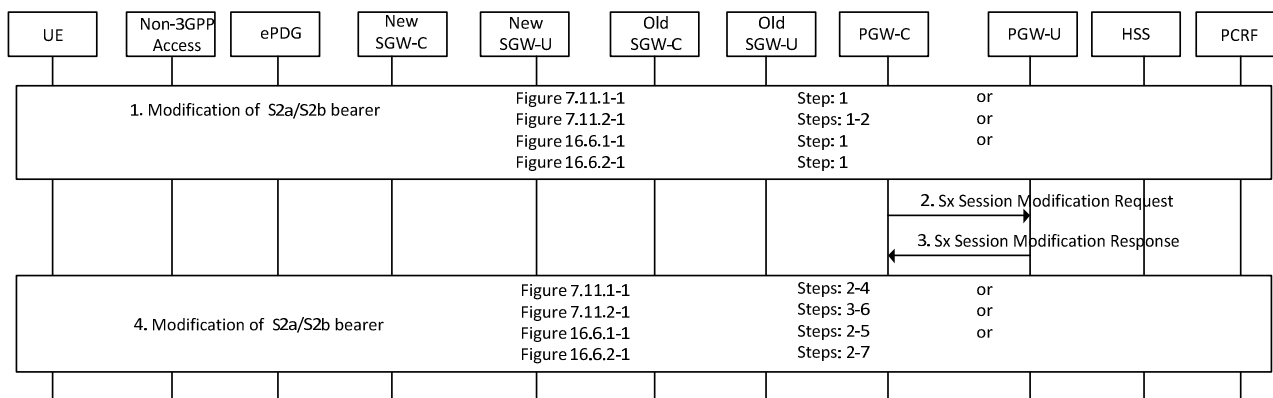 UE
Non-3GPP
Access
ePDG
New
SGW-C
New
SGW-U
Old
SGW-C
Old
SGW-U
PGW-C
PGW-U
HSS
PCRF
1. Modification of S2a/S2b bearer
Figure 7.11.1-1 Step: 1 or
Figure 7.11.2-1 Steps: 1-2 or
Figure 16.6.1-1 Step: 1 or
Figure 16.6.2-1 Step: 1
2. Sx Session Modification Request
3. Sx Session Modification Response
4. Modification of S2a/S2b bearer
Figure 7.11.1-1 Steps: 2-4 or
Figure 7.11.2-1 Steps: 3-6 or
Figure 16.6.1-1 Steps: 2-5 or
Figure 16.6.2-1 Steps: 2-7